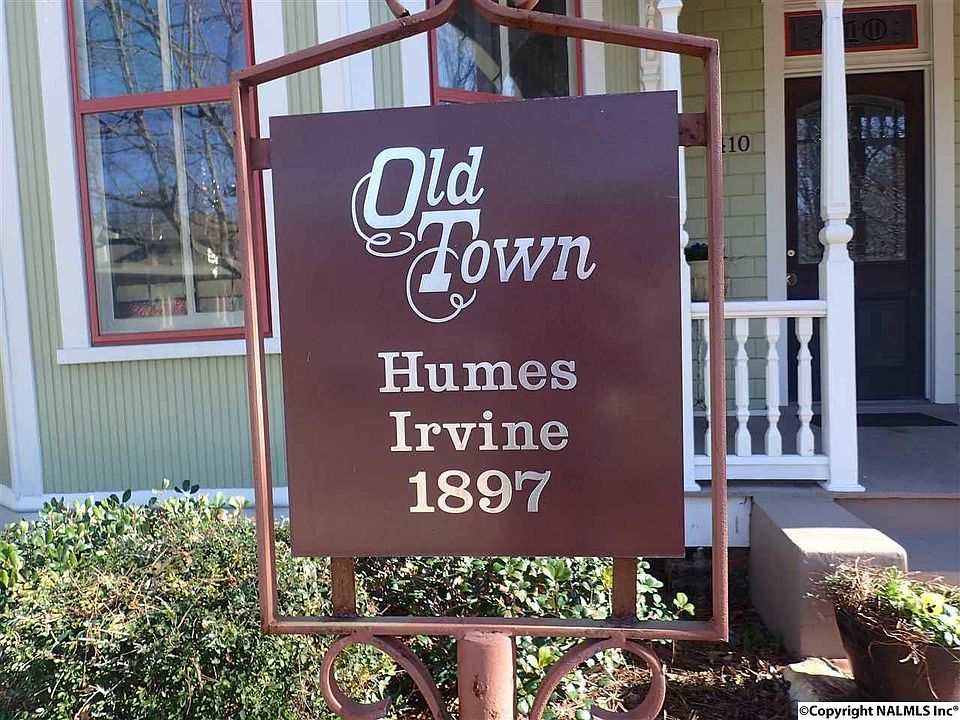 Old
Town
Humes
Irvine
1897
410
©Copyright NALMLS Inc®